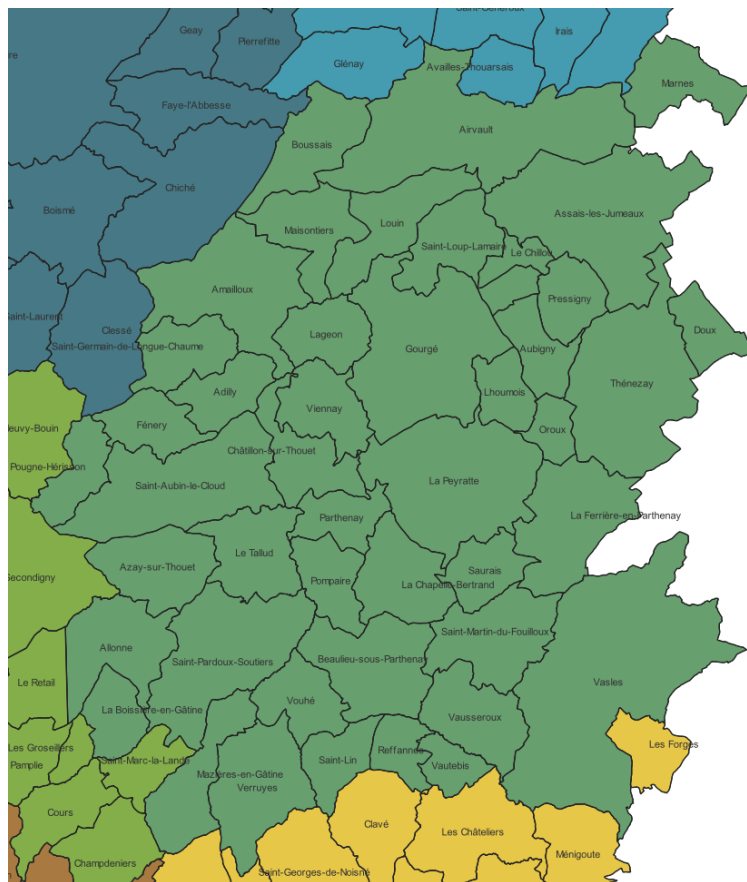 Geay
Pierrefitte
Irais
Glénay
Availles-Thouarsais
Marnes
Faye-l'Abbesse
Airvault
Boussais
Chiché
Boismé
Assais-les-Jumeaux
Maisontiers
Louin
Saint-Loup-Lamairé
Le Chillou
Amailloux
Pressigny
Saint-Laurent
Clessé
Lageon
Doux
Saint-Germain-de-Longue-Chaume
Gourgé
Aubigny
Thénezay
Adilly
Lhoumois
Viennay
Fénery
Neuvy-Bouin
Oroux
Châtillon-sur-Thouet
Pougne-Hérisson
La Peyratte
Saint-Aubin-le-Cloud
Parthenay
La Ferrière-en-Parthenay
Le Tallud
Azay-sur-Thouet
Saurais
Secondigny
Pompaire
La Chapelle-Bertrand
Saint-Martin-du-Fouilloux
Allonne
Saint-Pardoux-Soutiers
Beaulieu-sous-Parthenay
Le Retail
Vasles
Vouhé
La Boissière-en-Gâtine
Vausseroux
Les Groseillers
Les Forges
Reffannes
Saint-Marc-la-Lande
Saint-Lin
Pamplie
Vautebis
Mazières-en-Gâtine
Verruyes
Cours
Clavé
Les Châteliers
Ménigoute
Champdeniers
Saint-Georges-de-Noisné